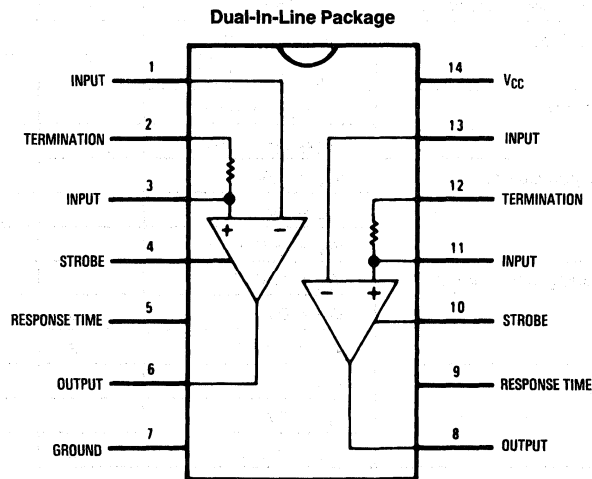 Dual-In-Line Package
1
INPUT
2
TERMINATION
3
INPUT
4
STROBE
5
RESPONSE TIME
6
OUTPUT
7
GROUND
+ −
− +
14
VCC
13
INPUT
12
TERMINATION
11
INPUT
10
STROBE
9
RESPONSE TIME
8
OUTPUT